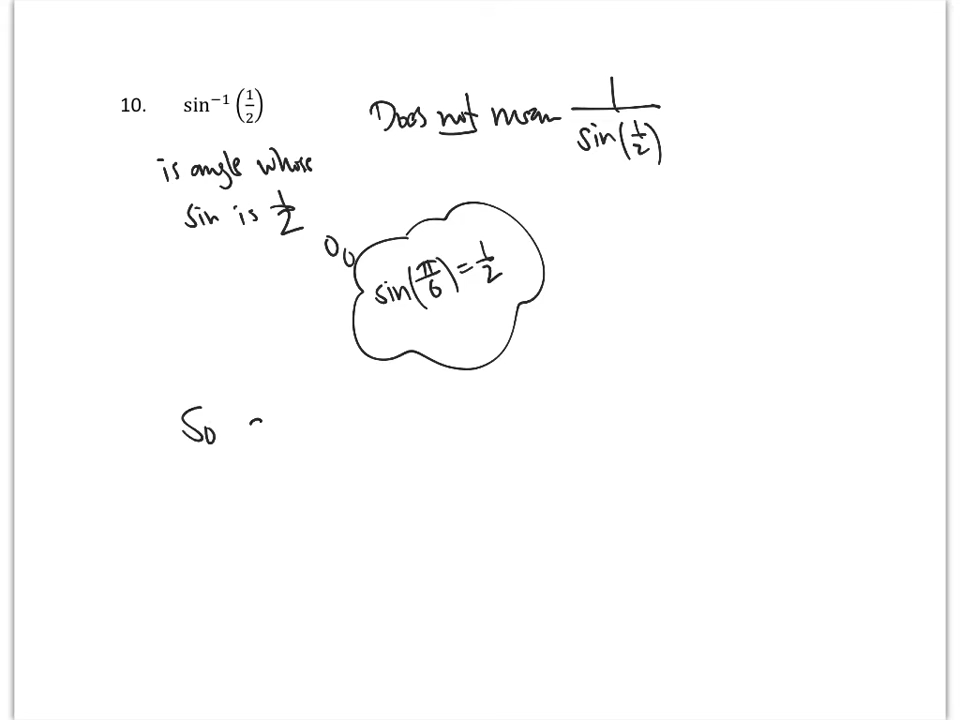 10. sin⁻¹(1/2)
Does not mean 1/sin(1/2)
is angle whose
sin is 1/2
sin(π/6) = 1/2
So